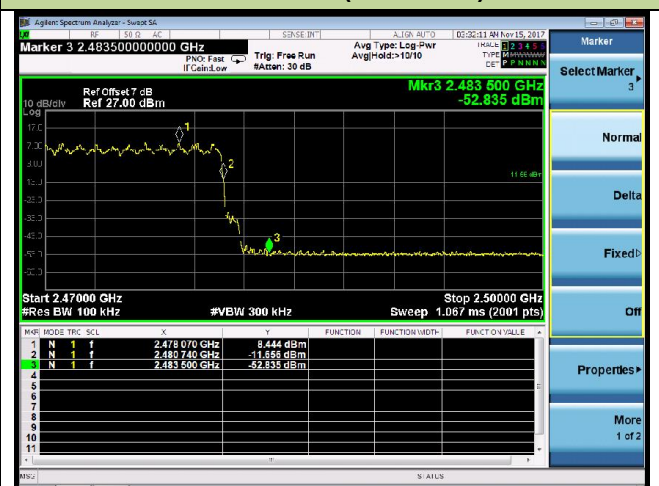 Agilent Spectrum Analyzer - Swept SA
RF 50 Ω AC SENSE:INT ALIGN AUTO 03:32:11 AM Nov 15, 2017
Marker 3 2.483500000000 GHz
PNO: Fast
IFGain:Low
Trig: Free Run
#Atten: 30 dB
Avg Type: Log-Pwr
Avg|Hold:>10/10
TRACE 1 2 3 4 5 6
TYPE
DET P P N N N N
Ref Offset 7 dB
10 dB/div Ref 27.00 dBm
Log
Mkr3 2.483 500 GHz
-52.835 dBm
1
2
3
Start 2.47000 GHz
#Res BW 100 kHz
#VBW 300 kHz
Stop 2.50000 GHz
Sweep 1.067 ms (2001 pts)
MKR MODE TRC SCL X Y FUNCTION FUNCTION WIDTH FUNCTION VALUE
1 N 1 f 2.478 070 GHz 8.444 dBm
2 N 1 f 2.480 740 GHz -11.656 dBm
3 N 1 f 2.483 500 GHz -52.835 dBm
4
5
6
7
8
9
10
11
MSG
STATUS
Marker
Select Marker
3
Normal
Delta
Fixed
Off
Properties
More
1 of 2